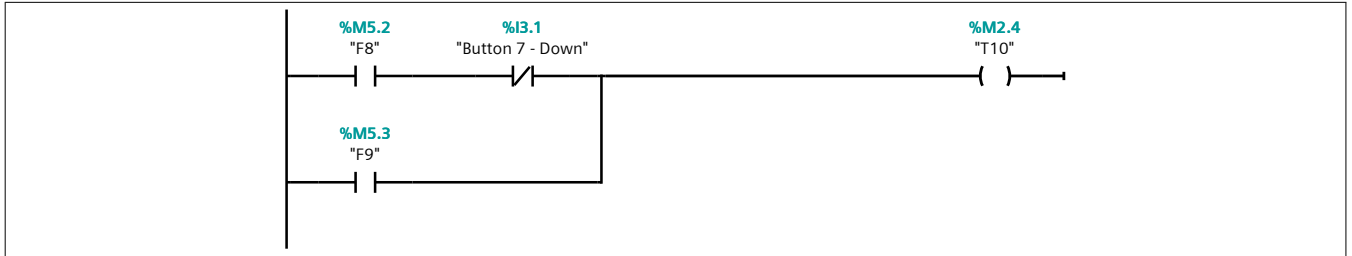 %M5.2
"F8"
%I3.1
"Button 7 - Down"
%M2.4
"T10"
%M5.3
"F9"